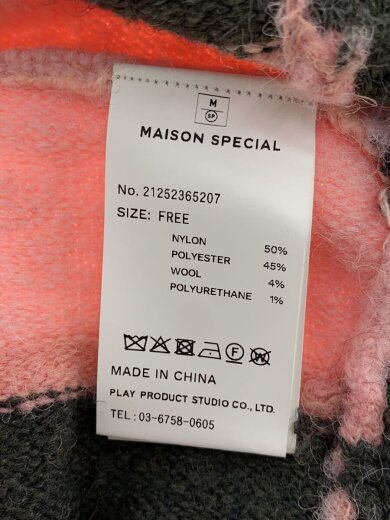 M
SP
MAISON SPECIAL
No. 21252365207
SIZE: FREE
NYLON 50%
POLYESTER 45%
WOOL 4%
POLYURETHANE 1%
F
W
MADE IN CHINA
PLAY PRODUCT STUDIO CO., LTD.
TEL: 03-6758-0605